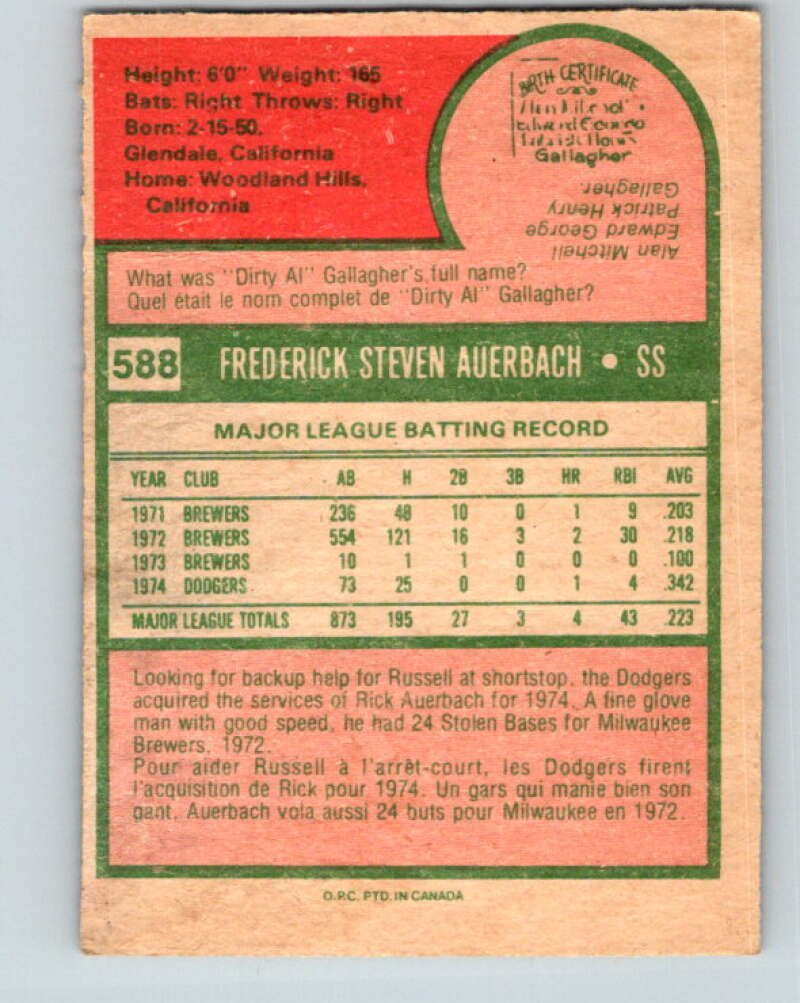 Height: 6'0" Weight: 165
Bats: Right Throws: Right
Born: 2-15-50.
Glendale, California
Home: Woodland Hills,
California
BIRTH CERTIFICATE
Gallagher
Alan Mitchell
Edward George
Patrick Henry
Gallagher
What was "Dirty Al" Gallagher's full name?
Quel était le nom complet de "Dirty Al" Gallagher?
588 FREDERICK STEVEN AUERBACH • SS
MAJOR LEAGUE BATTING RECORD
YEAR CLUB AB H 2B 3B HR RBI AVG
1971 BREWERS 236 48 10 0 1 9 .203
1972 BREWERS 554 121 16 3 2 30 .218
1973 BREWERS 10 1 1 0 0 0 .100
1974 DODGERS 73 25 0 0 1 4 .342
MAJOR LEAGUE TOTALS 873 195 27 3 4 43 .223
Looking for backup help for Russell at shortstop, the Dodgers
acquired the services of Rick Auerbach for 1974. A fine glove
man with good speed, he had 24 Stolen Bases for Milwaukee
Brewers, 1972.
Pour aider Russell à l'arrêt-court, les Dodgers firent
l'acquisition de Rick pour 1974. Un gars qui manie bien son
gant, Auerbach vola aussi 24 buts pour Milwaukee en 1972.
O.P.C. PTD. IN CANADA